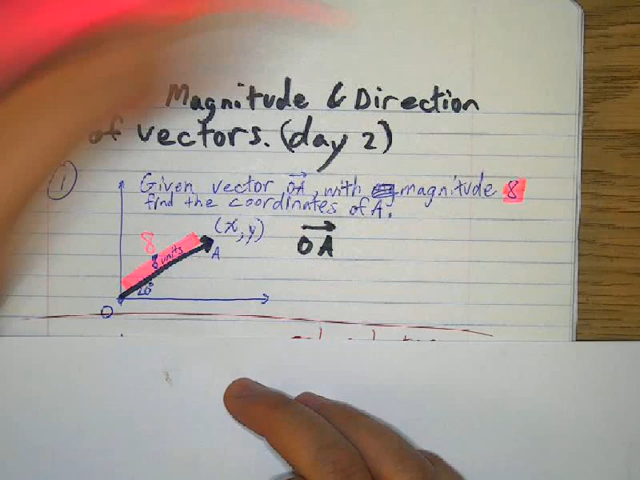 Magnitude & Direction
of vectors. (day 2)
1 Given vector OA, with magnitude 8
find the coordinates of A.
(x, y)
OA
8
8 units
A
20°
O